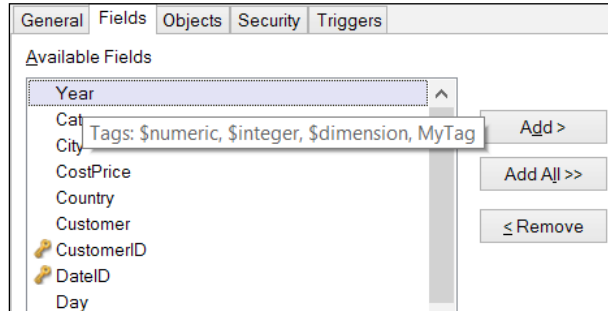 General Fields Objects Security Triggers
Available Fields
Year
Cat
Tags: $numeric, $integer, $dimension, MyTag
City
CostPrice
Country
Customer
CustomerID
DateID
Day
Add >
Add All >>
< Remove